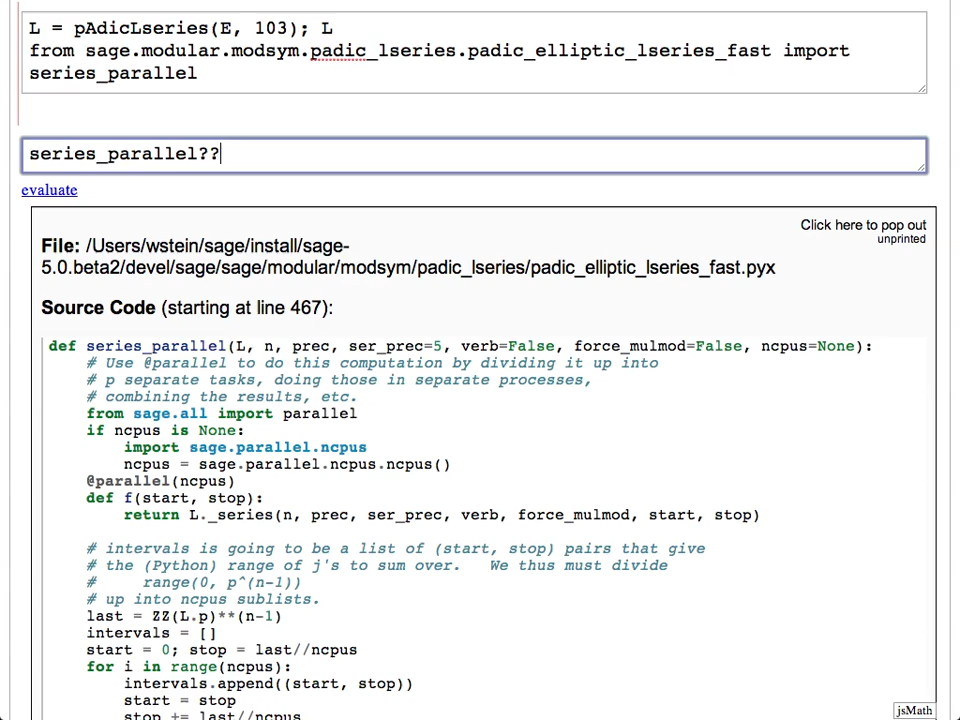 L = pAdicLseries(E, 103); L
from sage.modular.modsym.padic_lseries.padic_elliptic_lseries_fast import
series_parallel
series_parallel??
evaluate
Click here to pop out
unprinted
File: /Users/wstein/sage/install/sage-
5.0.beta2/devel/sage/sage/modular/modsym/padic_lseries/padic_elliptic_lseries_fast.pyx
Source Code (starting at line 467):
def series_parallel(L, n, prec, ser_prec=5, verb=False, force_mulmod=False, ncpus=None):
    # Use @parallel to do this computation by dividing it up into
    # p separate tasks, doing those in separate processes,
    # combining the results, etc.
    from sage.all import parallel
    if ncpus is None:
        import sage.parallel.ncpus
        ncpus = sage.parallel.ncpus.ncpus()
    @parallel(ncpus)
    def f(start, stop):
        return L._series(n, prec, ser_prec, verb, force_mulmod, start, stop)
    # intervals is going to be a list of (start, stop) pairs that give
    # the (Python) range of j's to sum over.   We thus must divide
    #     range(0, p^(n-1))
    # up into ncpus sublists.
    last = ZZ(L.p)**(n-1)
    intervals = []
    start = 0; stop = last//ncpus
    for i in range(ncpus):
        intervals.append((start, stop))
        start = stop
        stop += last//ncpus
jsMath